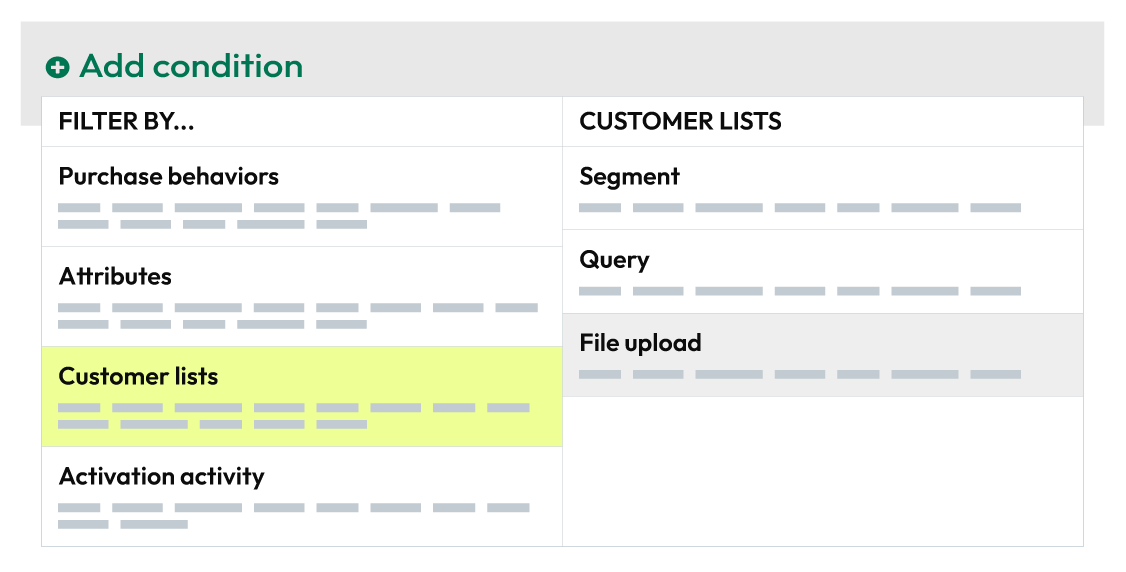 Add condition
FILTER BY...
Purchase behaviors
Attributes
Customer lists
Activation activity
CUSTOMER LISTS
Segment
Query
File upload